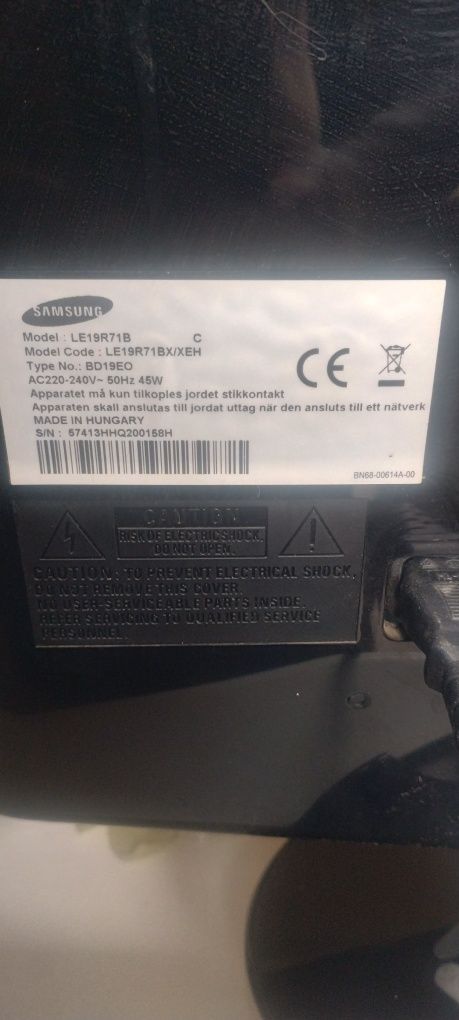 SAMSUNG
Model : LE19R71B C
Model Code : LE19R71BX/XEH
Type No.: BD19EO
AC220-240V~ 50Hz 45W
Apparatet må kun tilkoples jordet stikkontakt
Apparaten skall anslutas till jordat uttag när den ansluts till ett nätverk
MADE IN HUNGARY
S/N : 57413HHQ200158H
CE
BN68-00614A-00
CAUTION
RISK OF ELECTRIC SHOCK,
DO NOT OPEN.
CAUTION: TO PREVENT ELECTRICAL SHOCK,
DO NOT REMOVE THIS COVER.
NO USER-SERVICEABLE PARTS INSIDE.
REFER SERVICING TO QUALIFIED SERVICE
PERSONNEL.